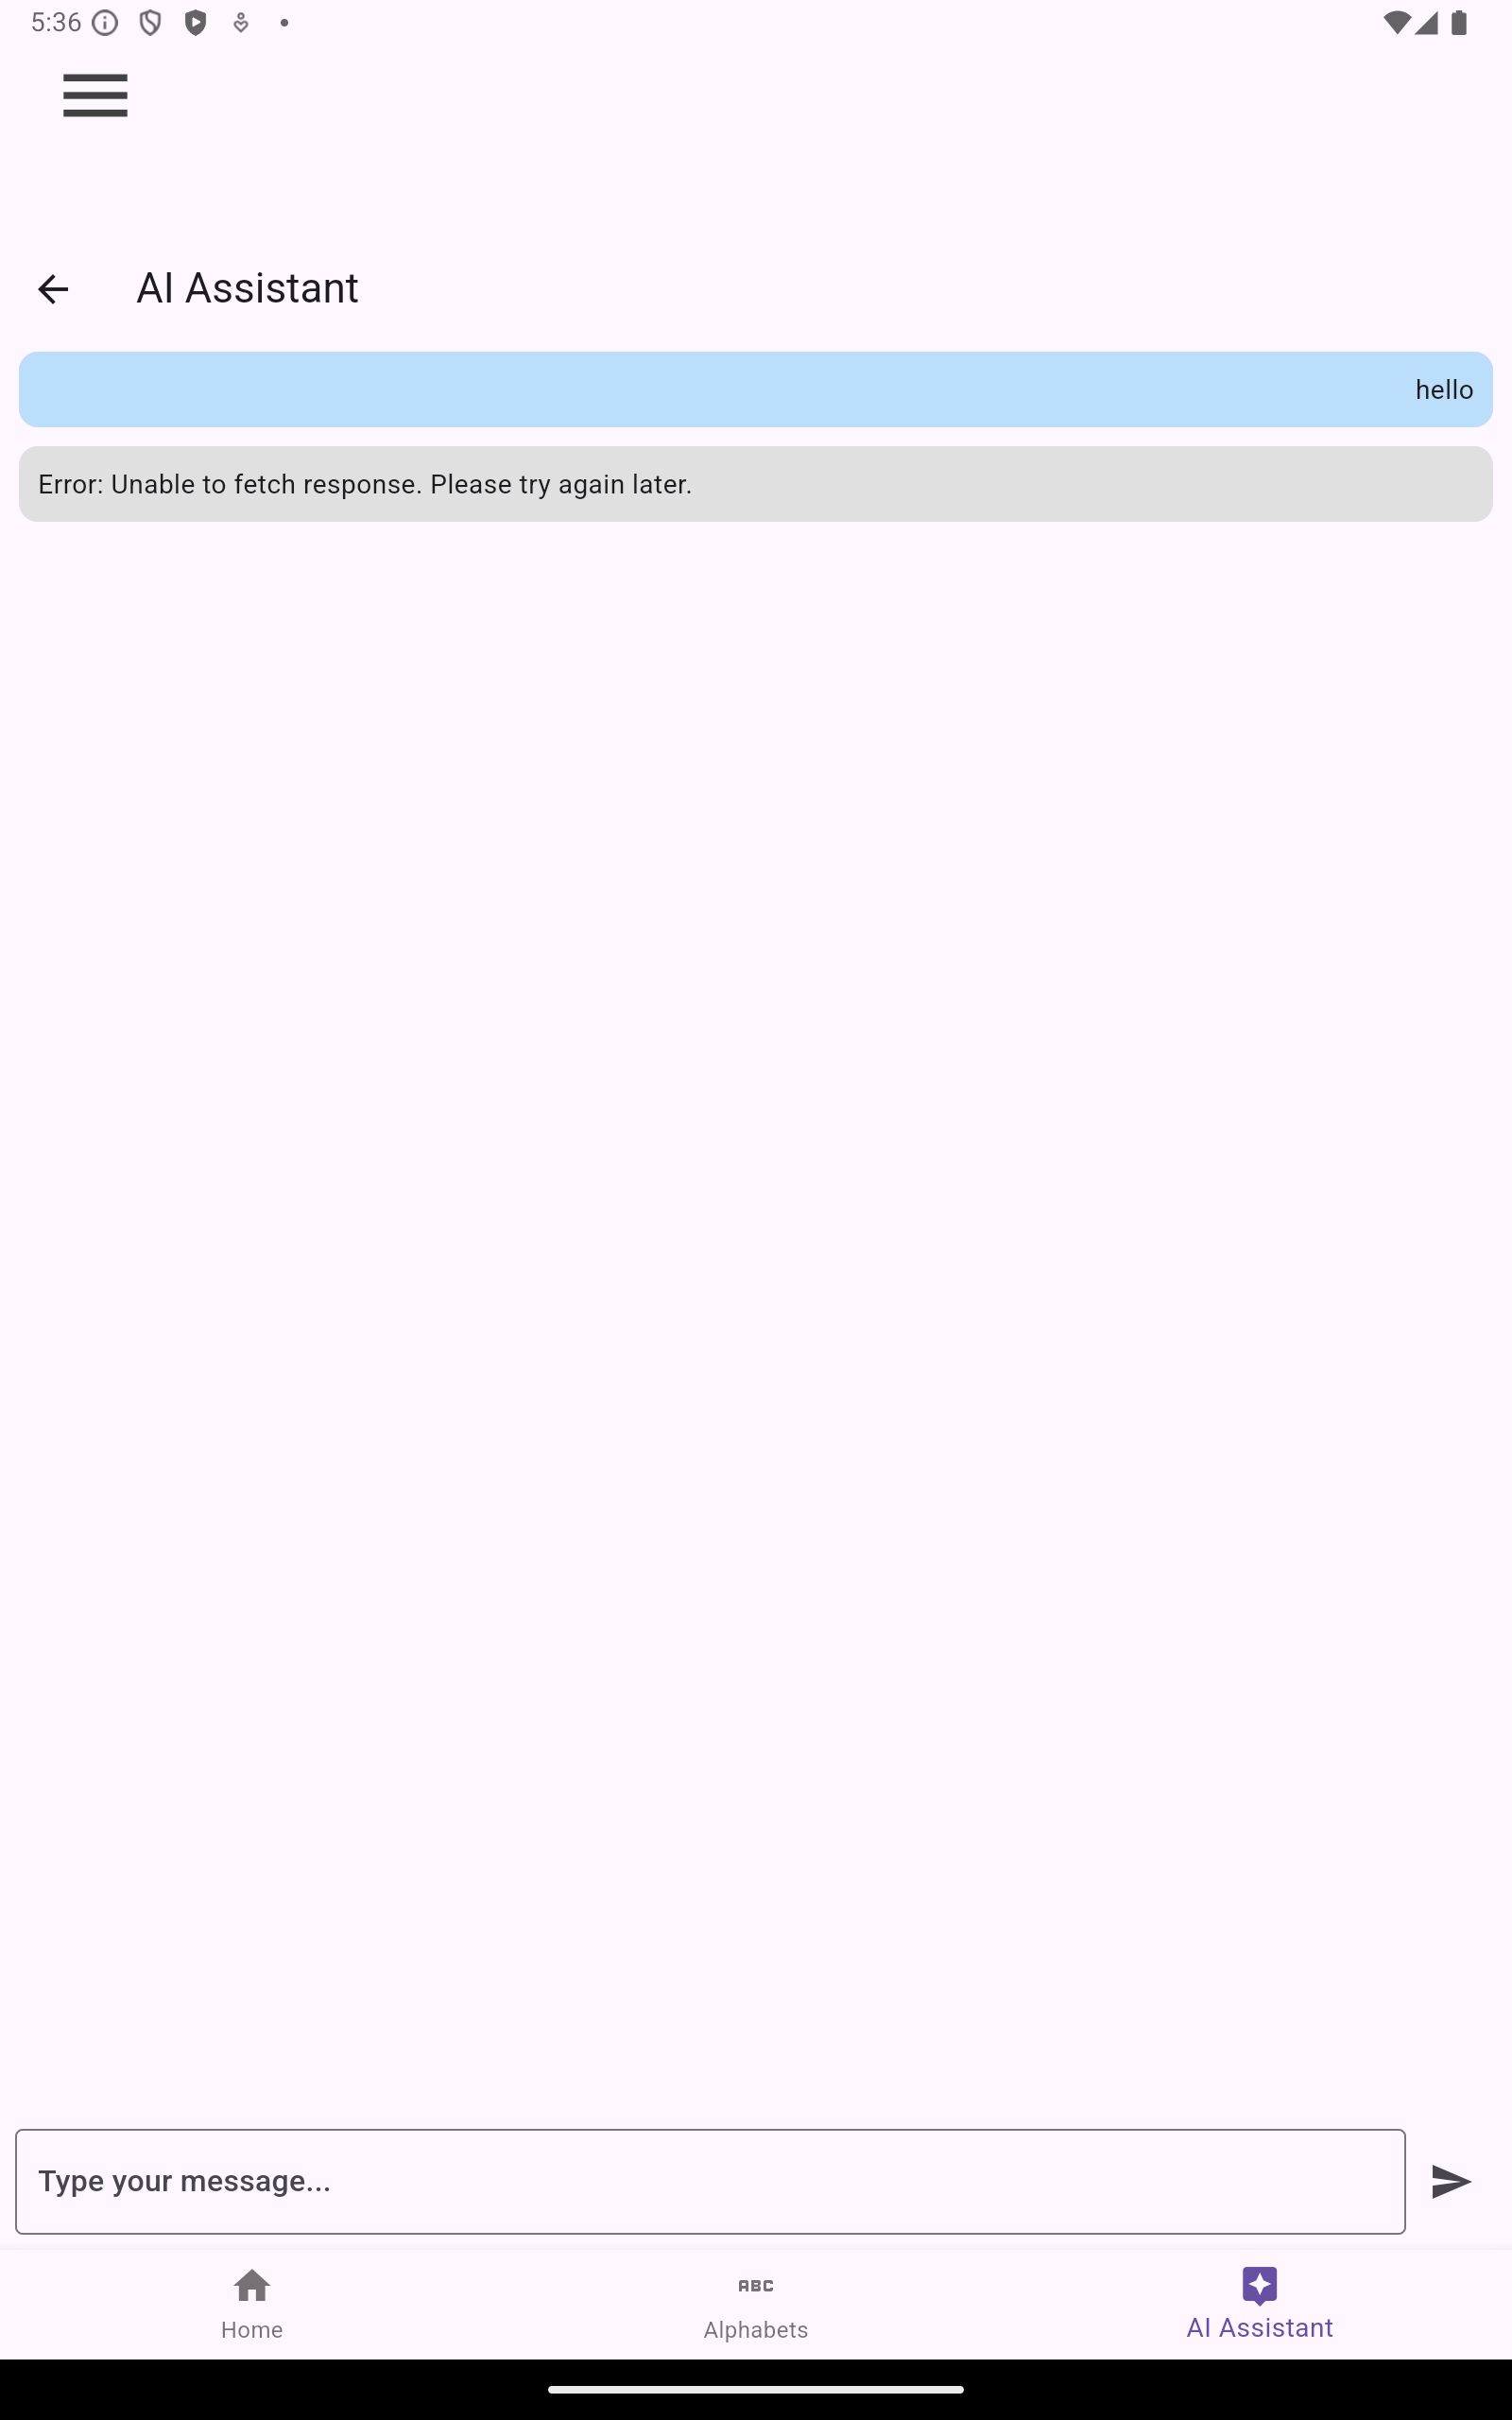 5:36
AI Assistant
hello
Error: Unable to fetch response. Please try again later.
Type your message...
ABC
Home
Alphabets
AI Assistant